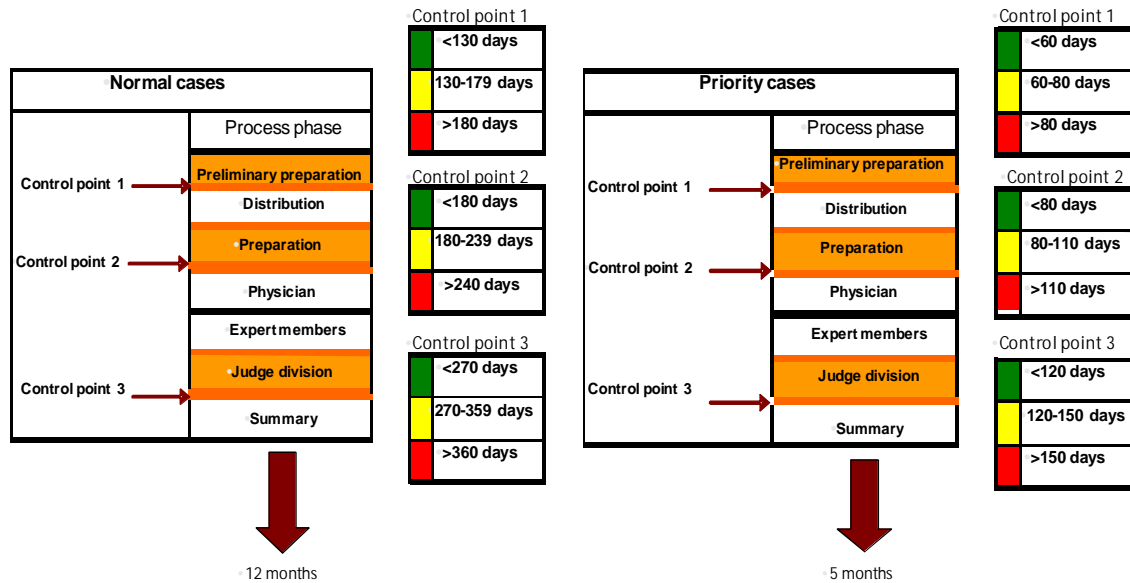 Normal cases
Process phase
Control point 1
Preliminary preparation
Distribution
Control point 2
Preparation
Physician
Expert members
Control point 3
Judge division
Summary
12 months
Control point 1
<130 days
130-179 days
>180 days
Control point 2
<180 days
180-239 days
>240 days
Control point 3
<270 days
270-359 days
>360 days
Priority cases
Process phase
Control point 1
Preliminary preparation
Distribution
Control point 2
Preparation
Physician
Expert members
Control point 3
Judge division
Summary
5 months
Control point 1
<60 days
60-80 days
>80 days
Control point 2
<80 days
80-110 days
>110 days
Control point 3
<120 days
120-150 days
>150 days